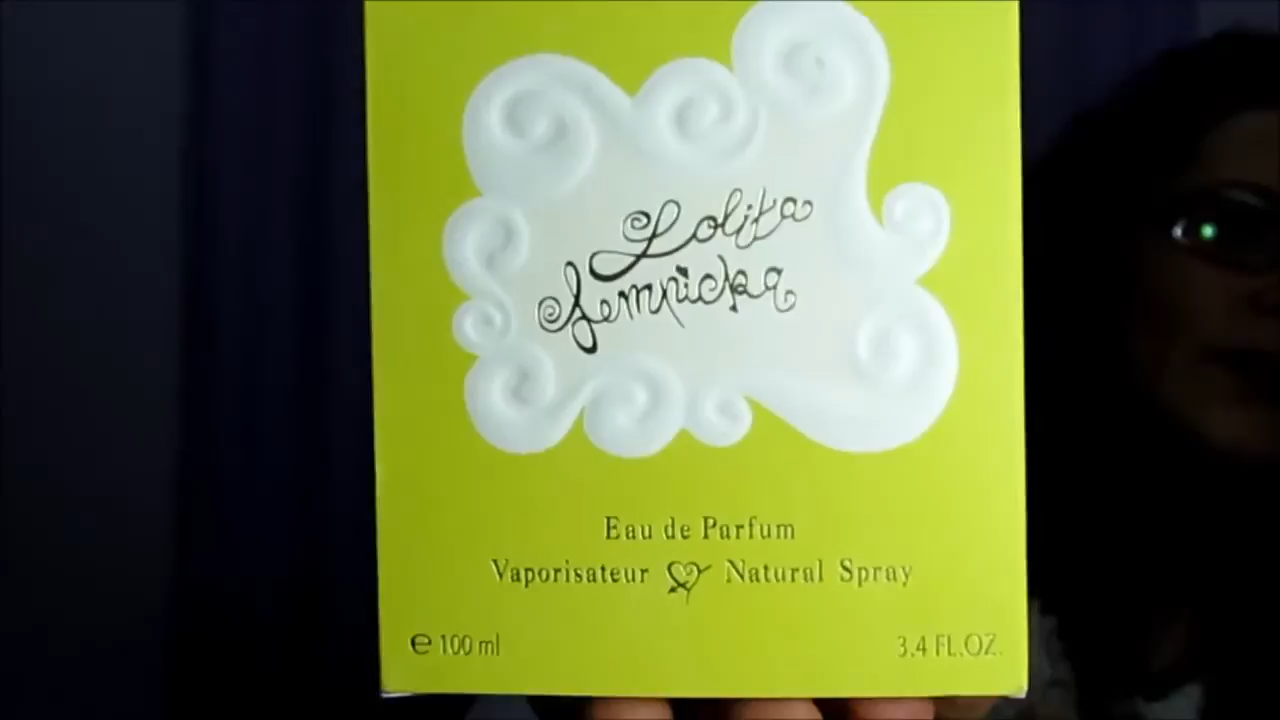 Lolita
Lempicka
Eau de Parfum
Vaporisateur Natural Spray
e 100 ml
3.4 FL.OZ.